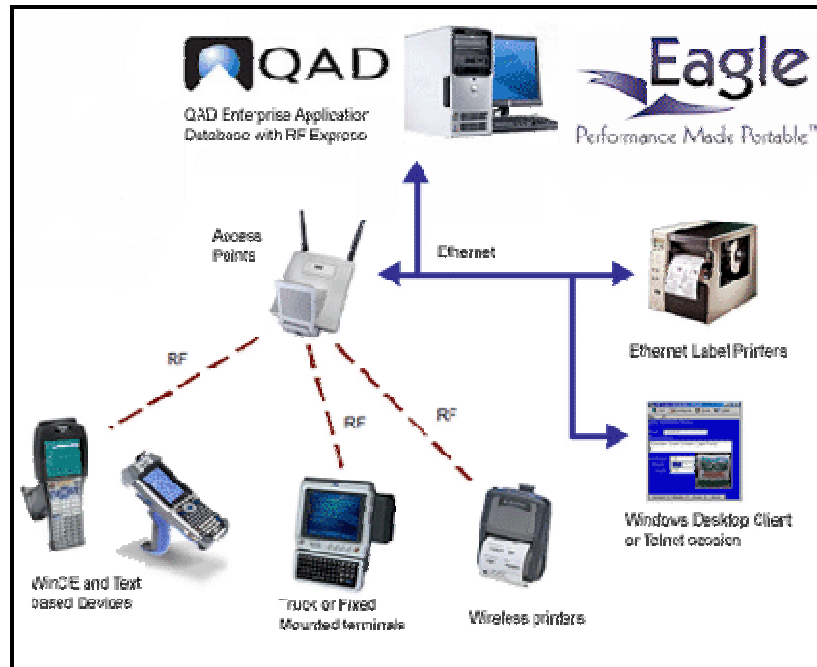 QAD
Eagle
Performance Made Portable™
QAD Enterprise Application
Database with RF Express
Access
Points
Ethernet
RF
RF
RF
Ethernet Label Printers
WinCE and Text
based Devices
Truck or Fixed
Mounted terminals
Wireless printers
Windows Desktop Client
or Telnet session